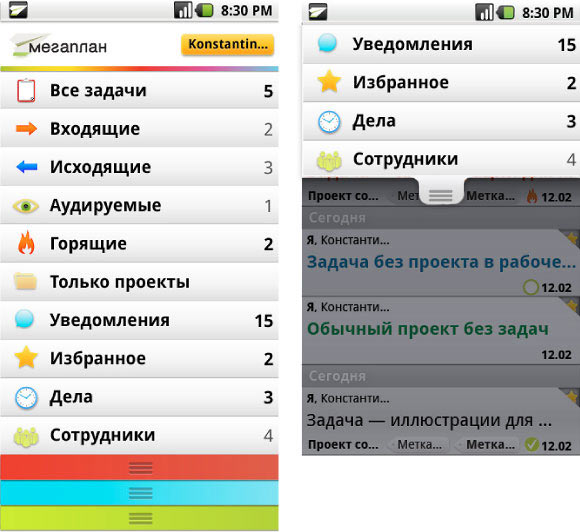 8:30 PM
мегаплан
Konstantin...
Все задачи 5
Входящие 2
Исходящие 3
Аудируемые 1
Горящие 2
Только проекты
Уведомления 15
Избранное 2
Дела 3
Сотрудники 4
8:30 PM
Уведомления 15
Избранное 2
Дела 3
Сотрудники 4
Проект со... Мет Метка... 12.02
Сегодня
Я, Константи...
Задача без проекта в рабоче...
12.02
Я, Константи...
Обычный проект без задач
12.02
Сегодня
Я, Константи...
Задача — иллюстрации для ...
Проект со... Метка... Метка... 12.02